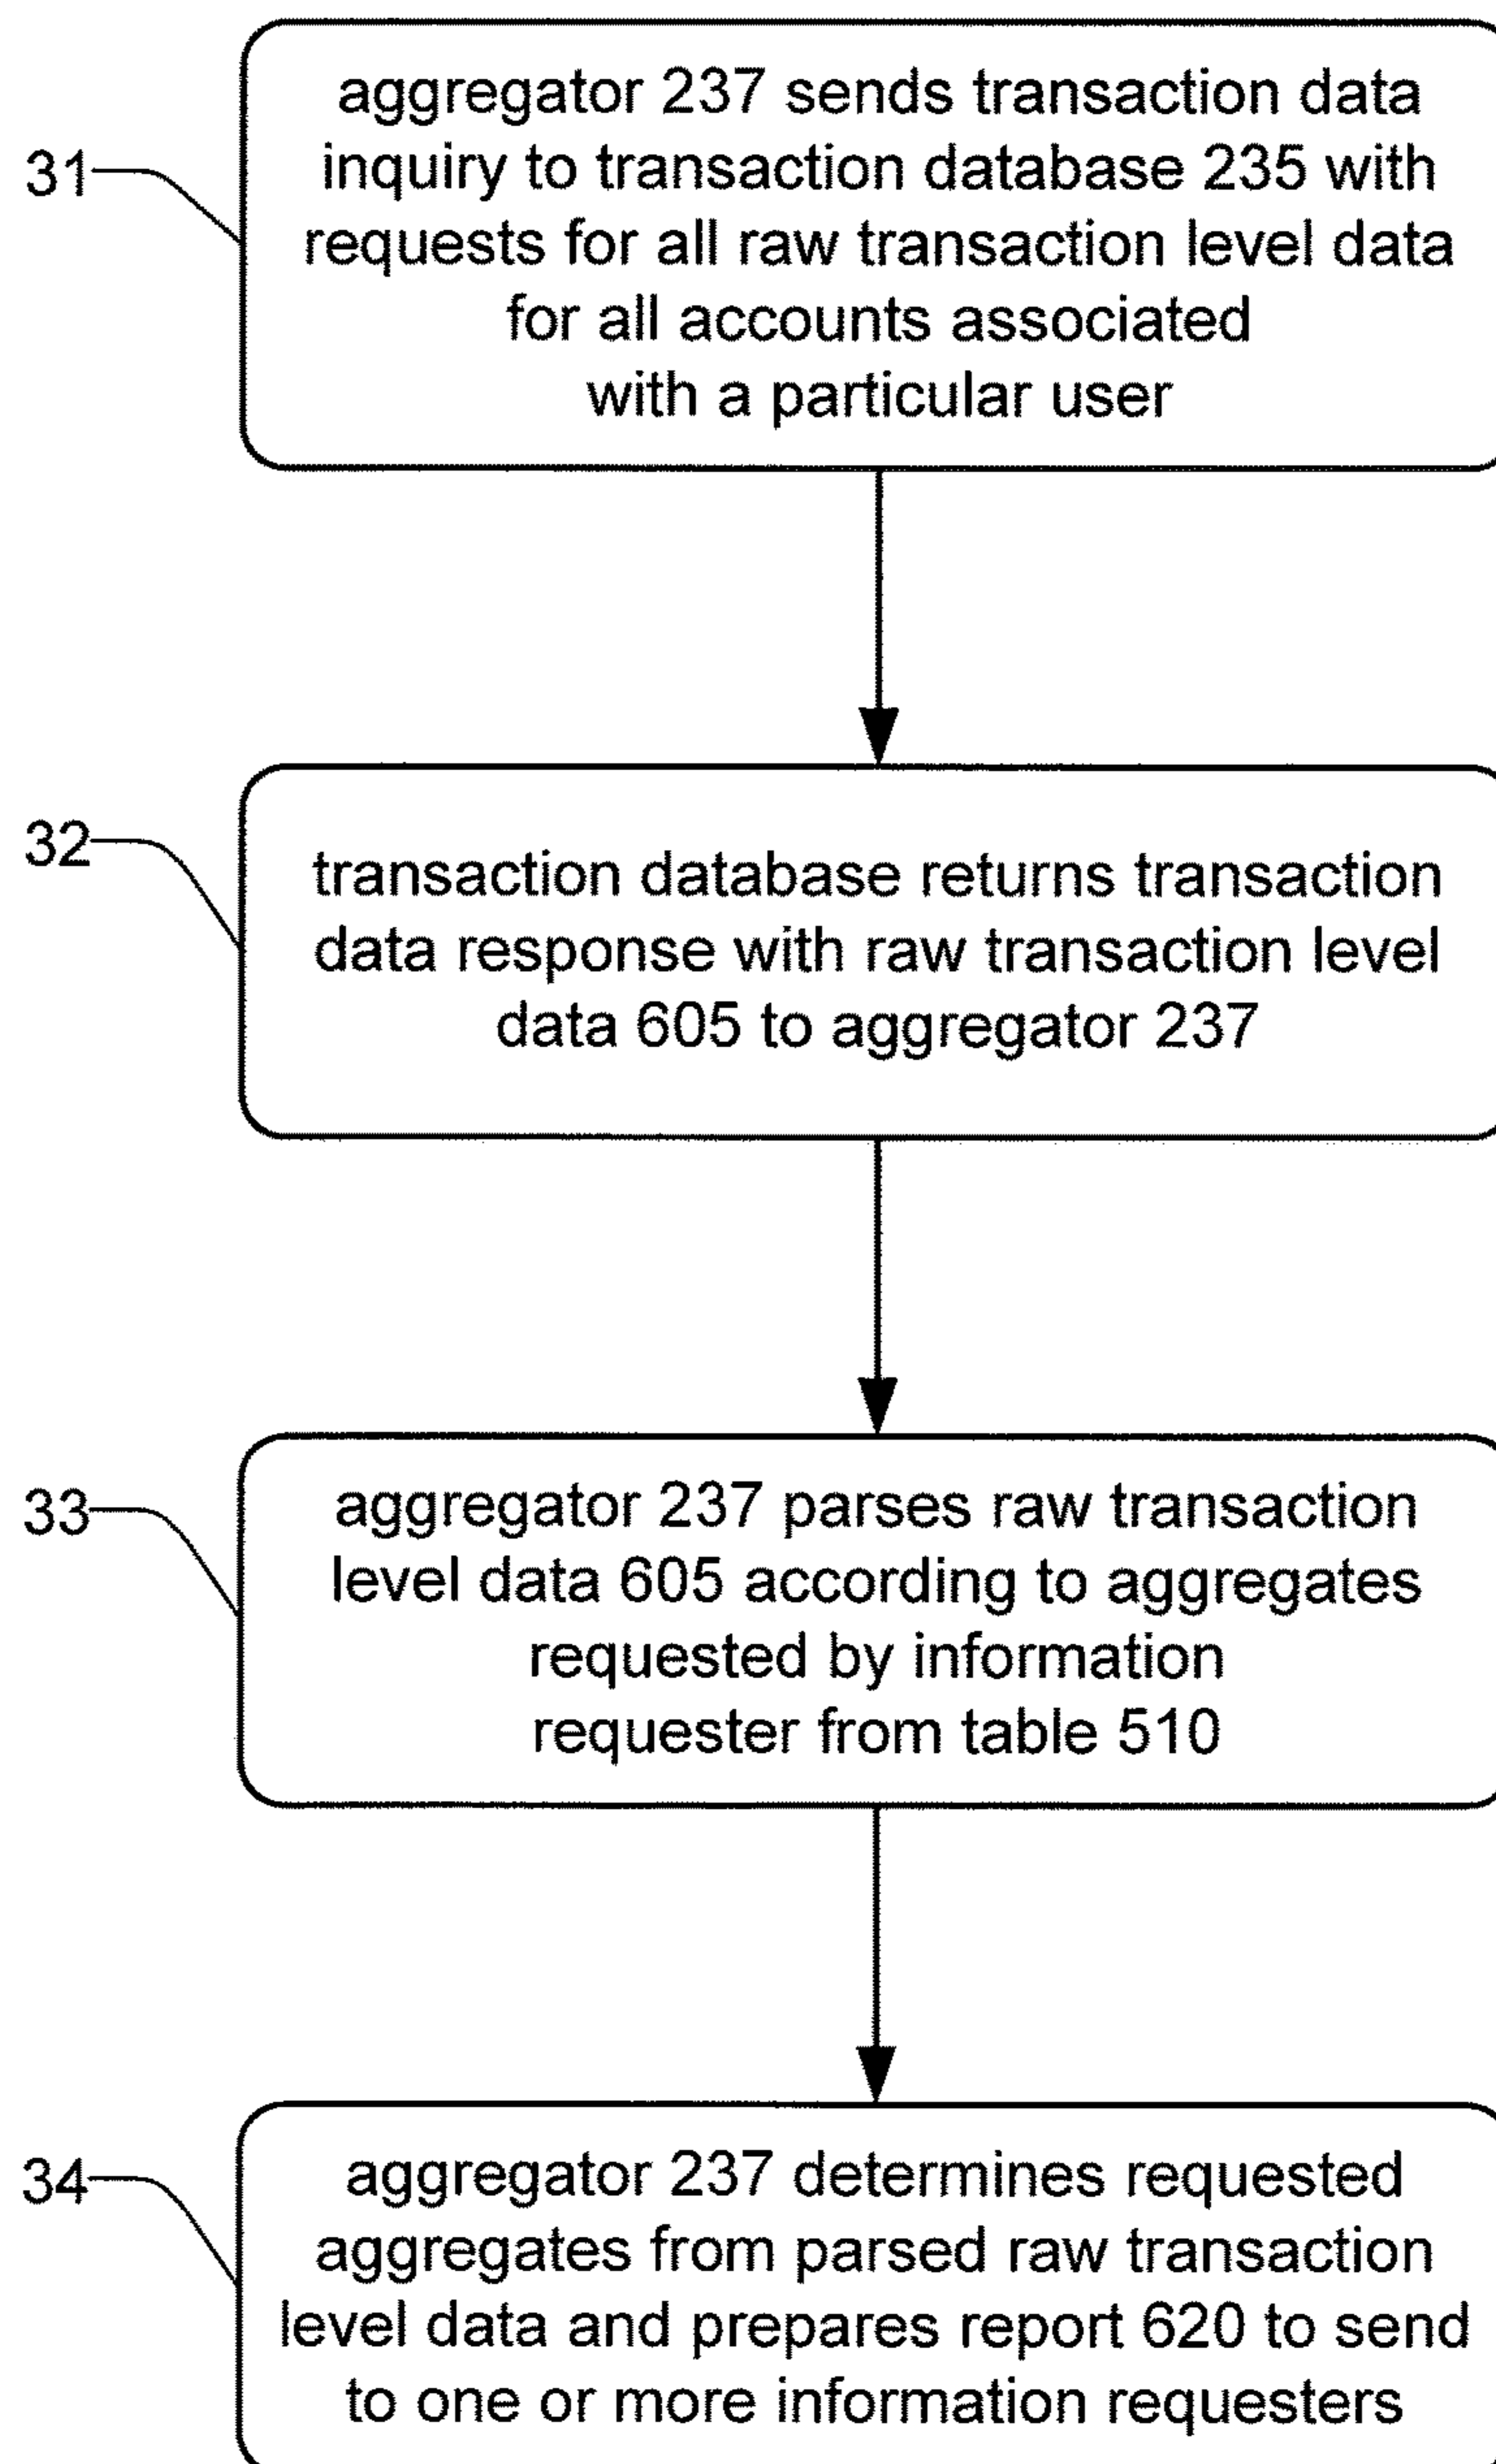 31
aggregator 237 sends transaction data
inquiry to transaction database 235 with
requests for all raw transaction level data
for all accounts associated
with a particular user
32
transaction database returns transaction
data response with raw transaction level
data 605 to aggregator 237
33
aggregator 237 parses raw transaction
level data 605 according to aggregates
requested by information
requester from table 510
34
aggregator 237 determines requested
aggregates from parsed raw transaction
level data and prepares report 620 to send
to one or more information requesters